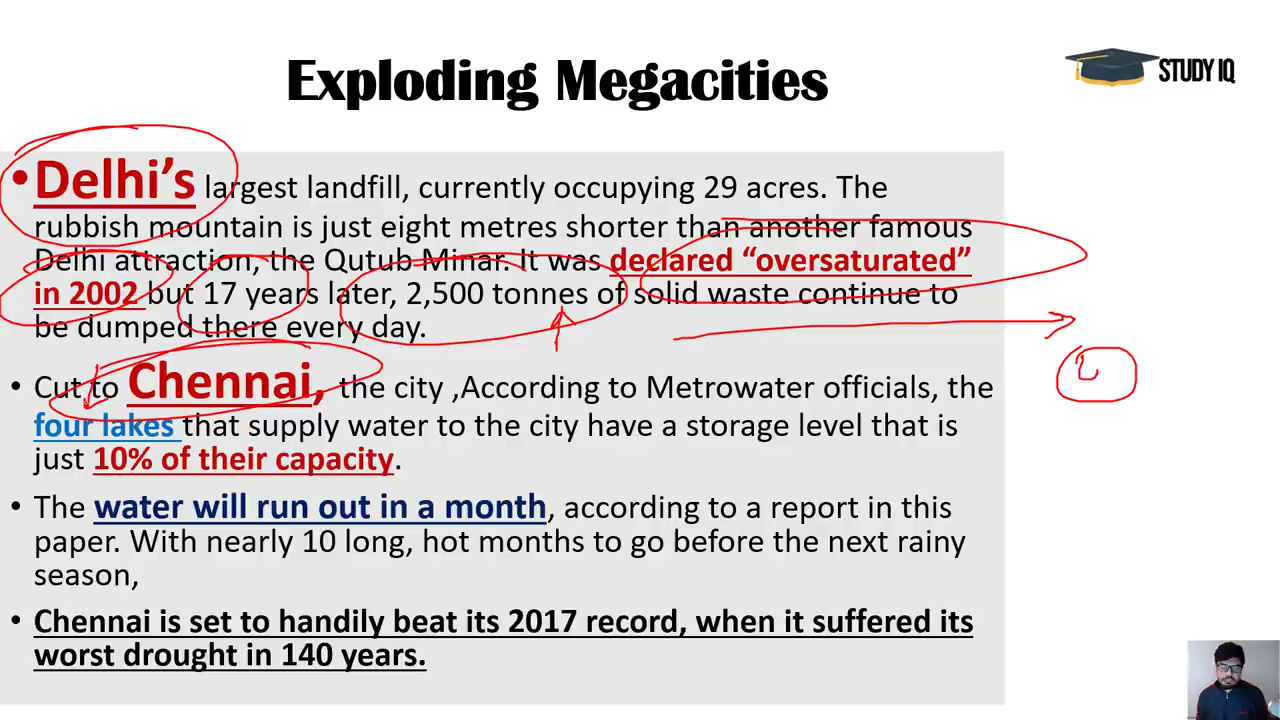 Exploding Megacities
STUDY IQ
•Delhi's largest landfill, currently occupying 29 acres. The
rubbish mountain is just eight metres shorter than another famous
Delhi attraction, the Qutub Minar. It was declared “oversaturated”
in 2002 but 17 years later, 2,500 tonnes of solid waste continue to
be dumped there every day.
• Cut to Chennai, the city ,According to Metrowater officials, the
four lakes that supply water to the city have a storage level that is
just 10% of their capacity.
• The water will run out in a month, according to a report in this
paper. With nearly 10 long, hot months to go before the next rainy
season,
• Chennai is set to handily beat its 2017 record, when it suffered its
worst drought in 140 years.